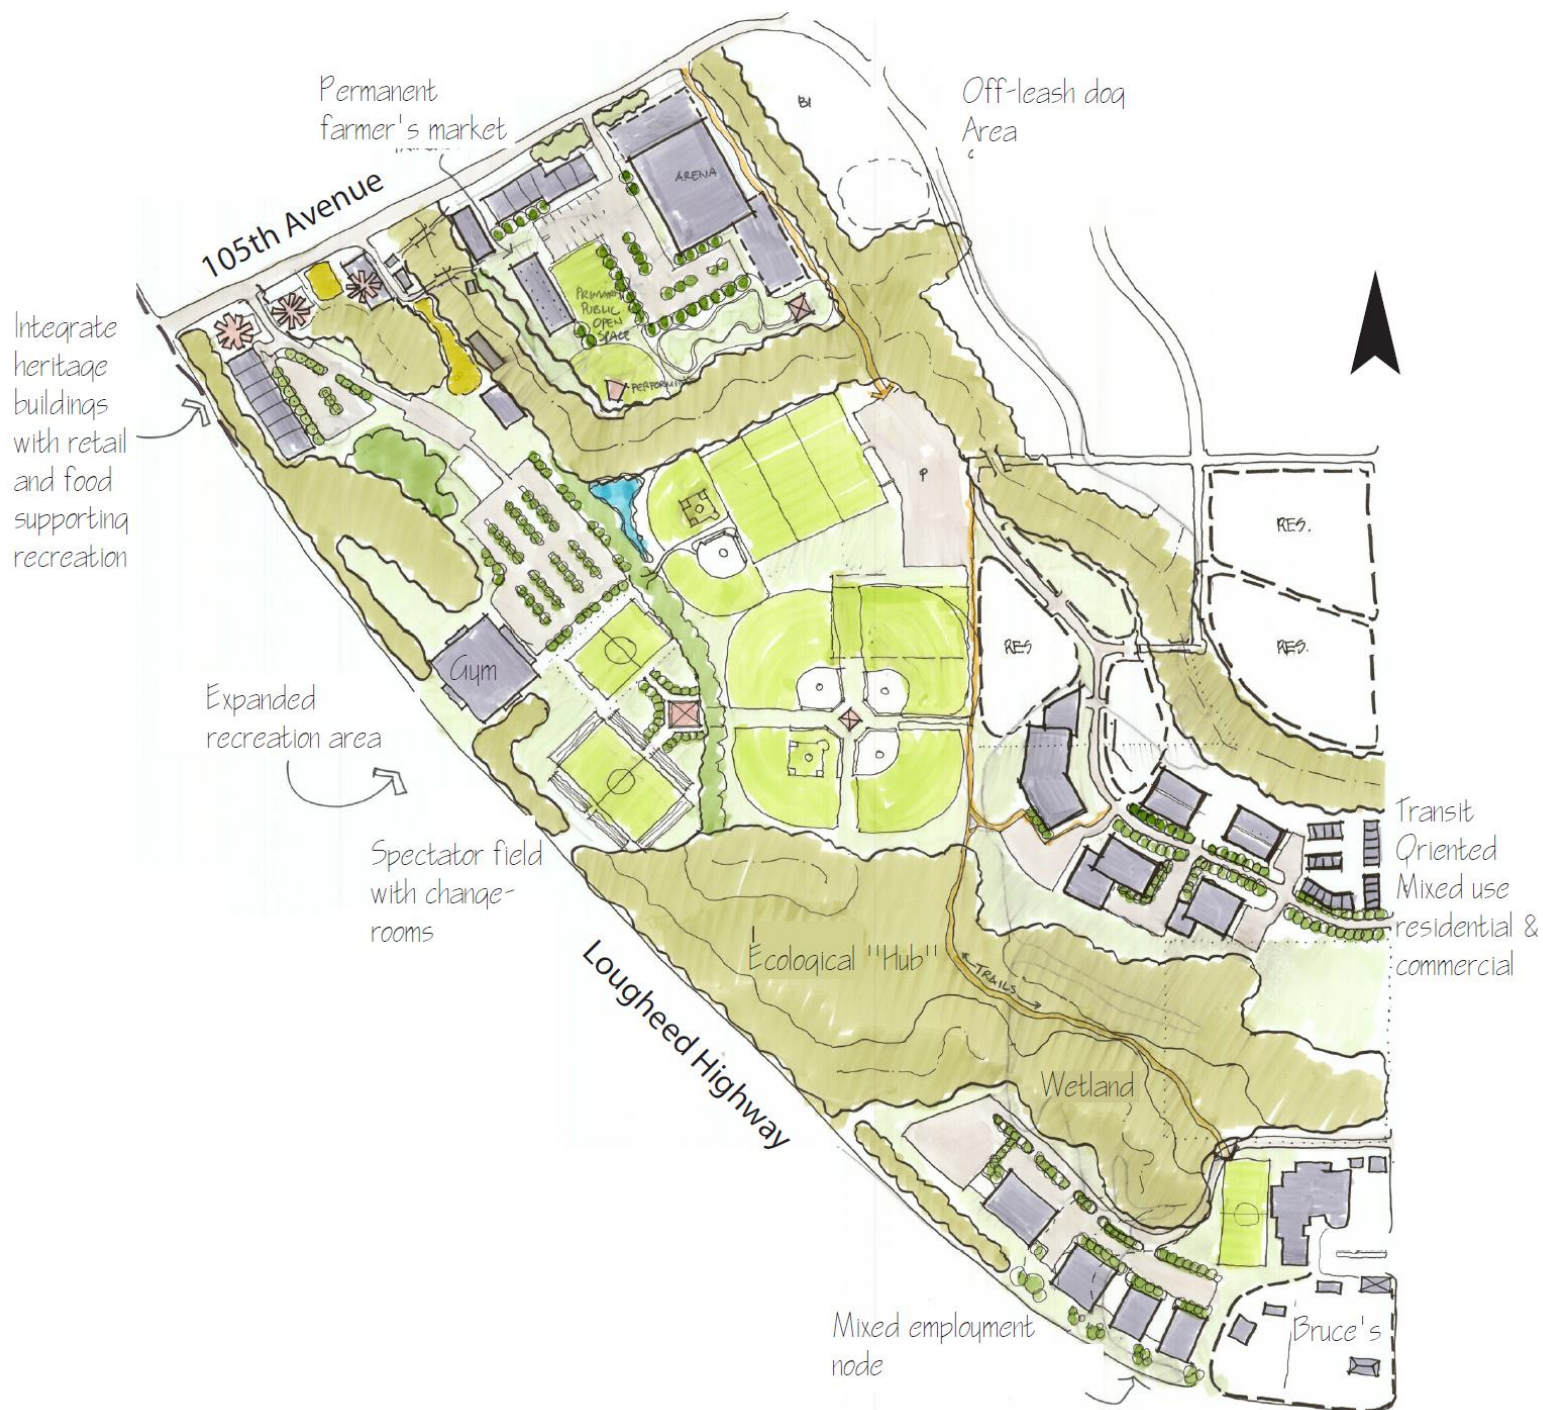 Permanent
farmer's market
Off-leash dog
Area
B1
105th Avenue
ARENA
PRIMARY
PUBLIC
OPEN
SPACE
Integrate
heritage
buildings
with retail
and food
supporting
recreation
P
RES.
RES.
RES
Gym
Expanded
recreation area
Spectator field
with change-
rooms
Transit
Oriented
Mixed use
residential &
commercial
Ecological "Hub"
TRAILS
Lougheed Highway
Wetland
Mixed employment
node
Bruce's